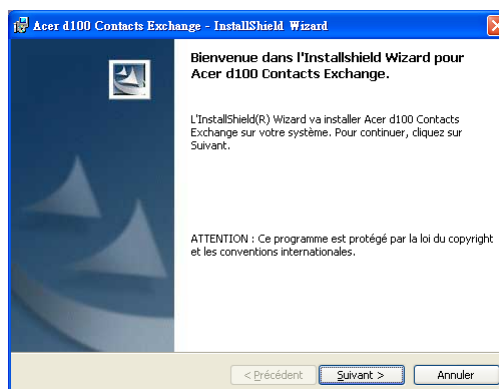 Acer d100 Contacts Exchange - InstallShield Wizard
Bienvenue dans l'Installshield Wizard pour
Acer d100 Contacts Exchange.
L'InstallShield(R) Wizard va installer Acer d100 Contacts
Exchange sur votre système. Pour continuer, cliquez sur
Suivant.
ATTENTION : Ce programme est protégé par la loi du copyright
et les conventions internationales.
< Précédent
Suivant >
Annuler